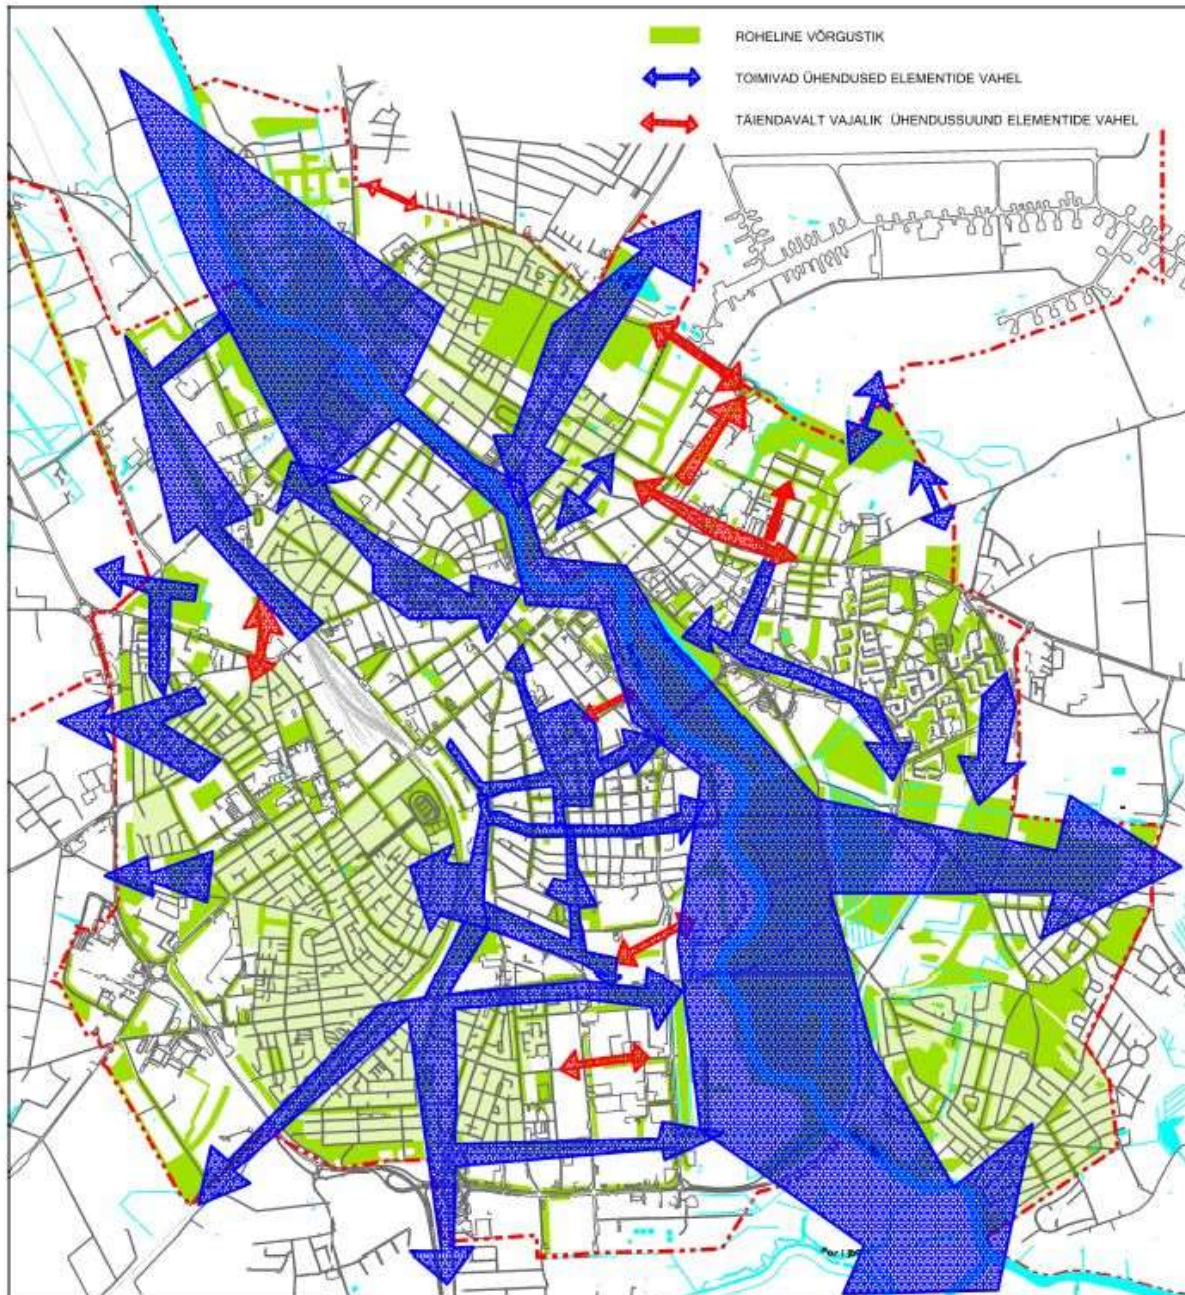 ROHELINE VÕRGUSTIK
TOIMIVAD ÜHENDUSED ELEMENTIDE VAHEL
TÄIENDAVALT VAJALIK ÜHENDUSSUUND ELEMENTIDE VAHEL